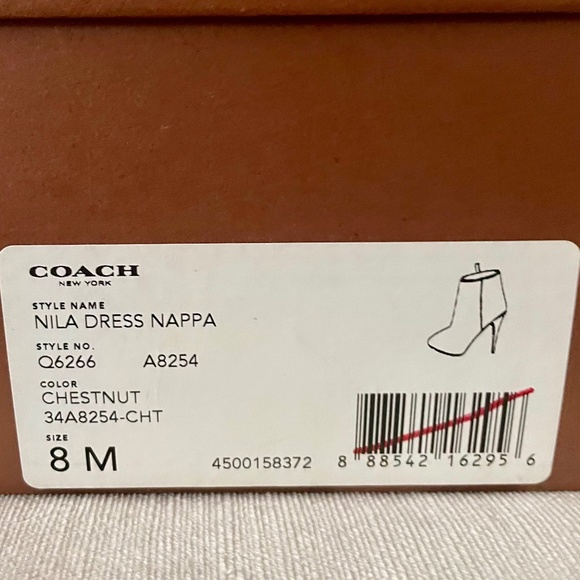 COACH
NEW YORK
STYLE NAME
NILA DRESS NAPPA
STYLE NO.
Q6266 A8254
COLOR
CHESTNUT
34A8254-CHT
SIZE
8 M
4500158372 8 88542 16295 6